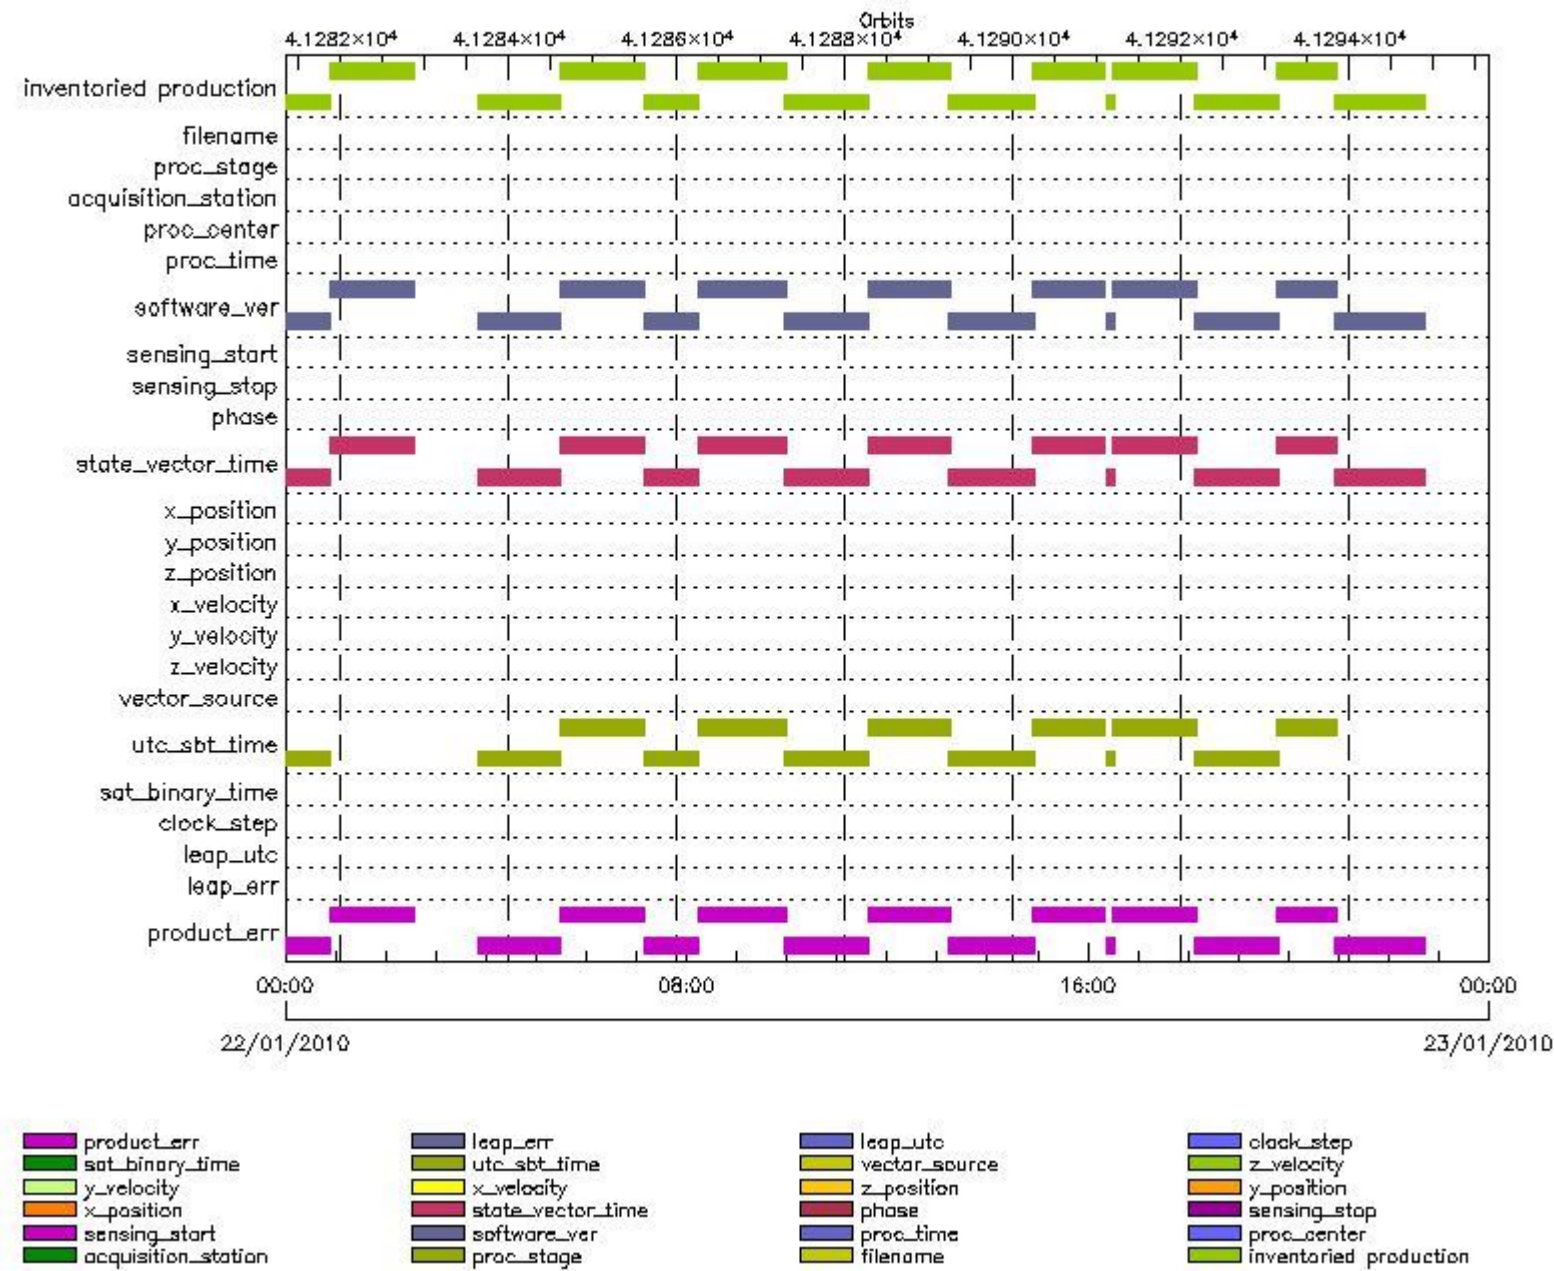 Orbits
4.1282×10⁴ 4.1284×10⁴ 4.1286×10⁴ 4.1288×10⁴ 4.1290×10⁴ 4.1292×10⁴ 4.1294×10⁴
inventoried production
filename
proc_stage
acquisition_station
proc_center
proc_time
software_ver
sensing_start
sensing_stop
phase
state_vector_time
x_position
y_position
z_position
x_velocity
y_velocity
z_velocity
vector_source
utc_sbt_time
sat_binary_time
clock_step
leap_utc
leap_err
product_err
00:00 08:00 16:00 00:00
22/01/2010 23/01/2010
product_err leap_err leap_utc clock_step
sat_binary_time utc_sbt_time vector_source z_velocity
y_velocity x_velocity z_position y_position
x_position state_vector_time phase sensing_stop
sensing_start software_ver proc_time proc_center
acquisition_station proc_stage filename inventoried production